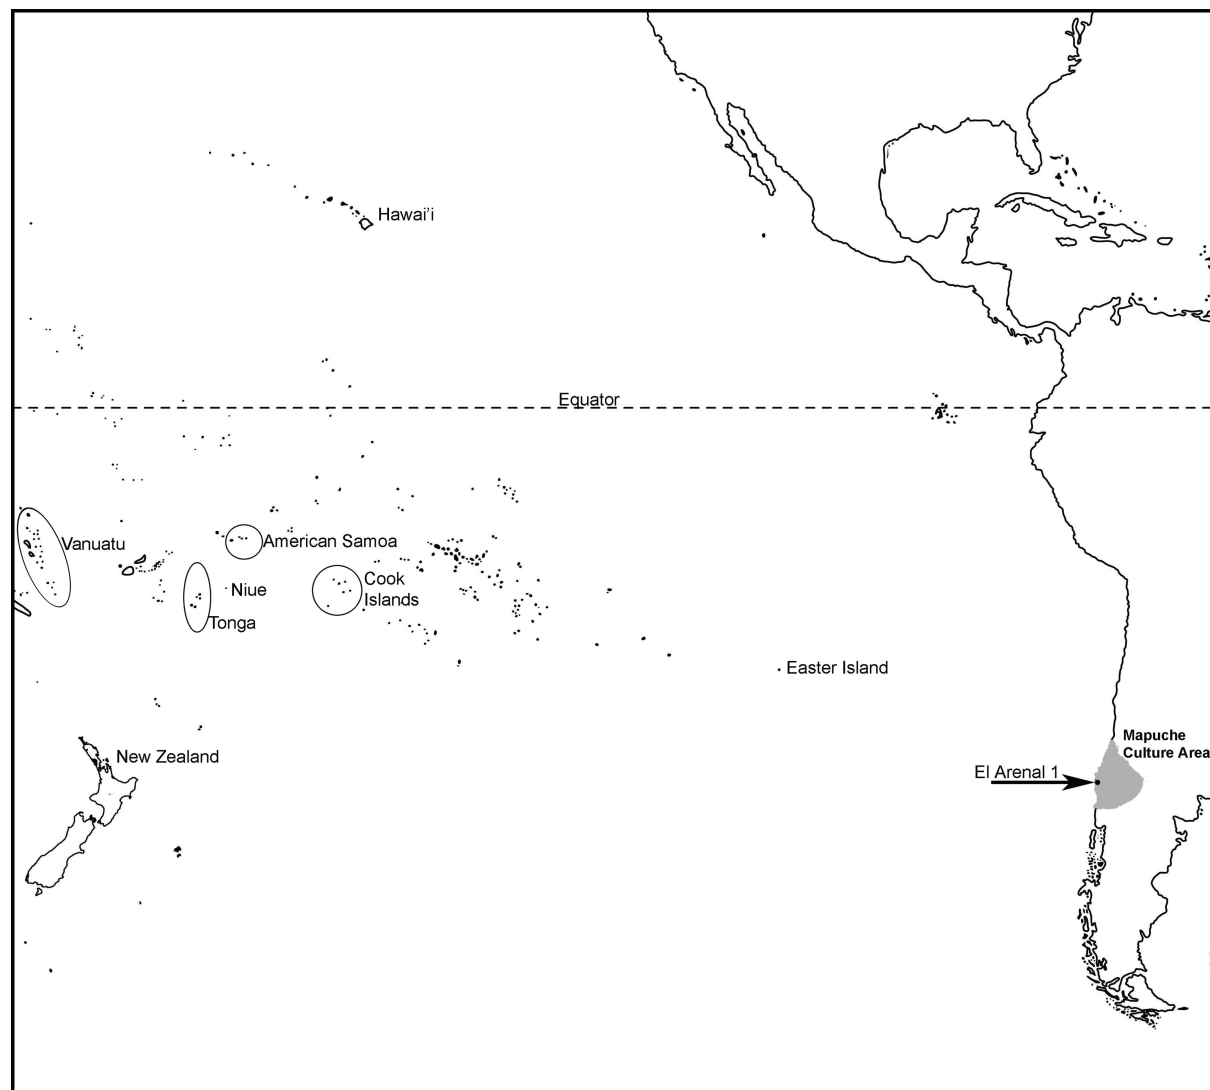 Hawai'i
Equator
Vanuatu
American Samoa
Niue
Cook
Islands
Tonga
Easter Island
New Zealand
Mapuche
Culture Area
El Arenal 1